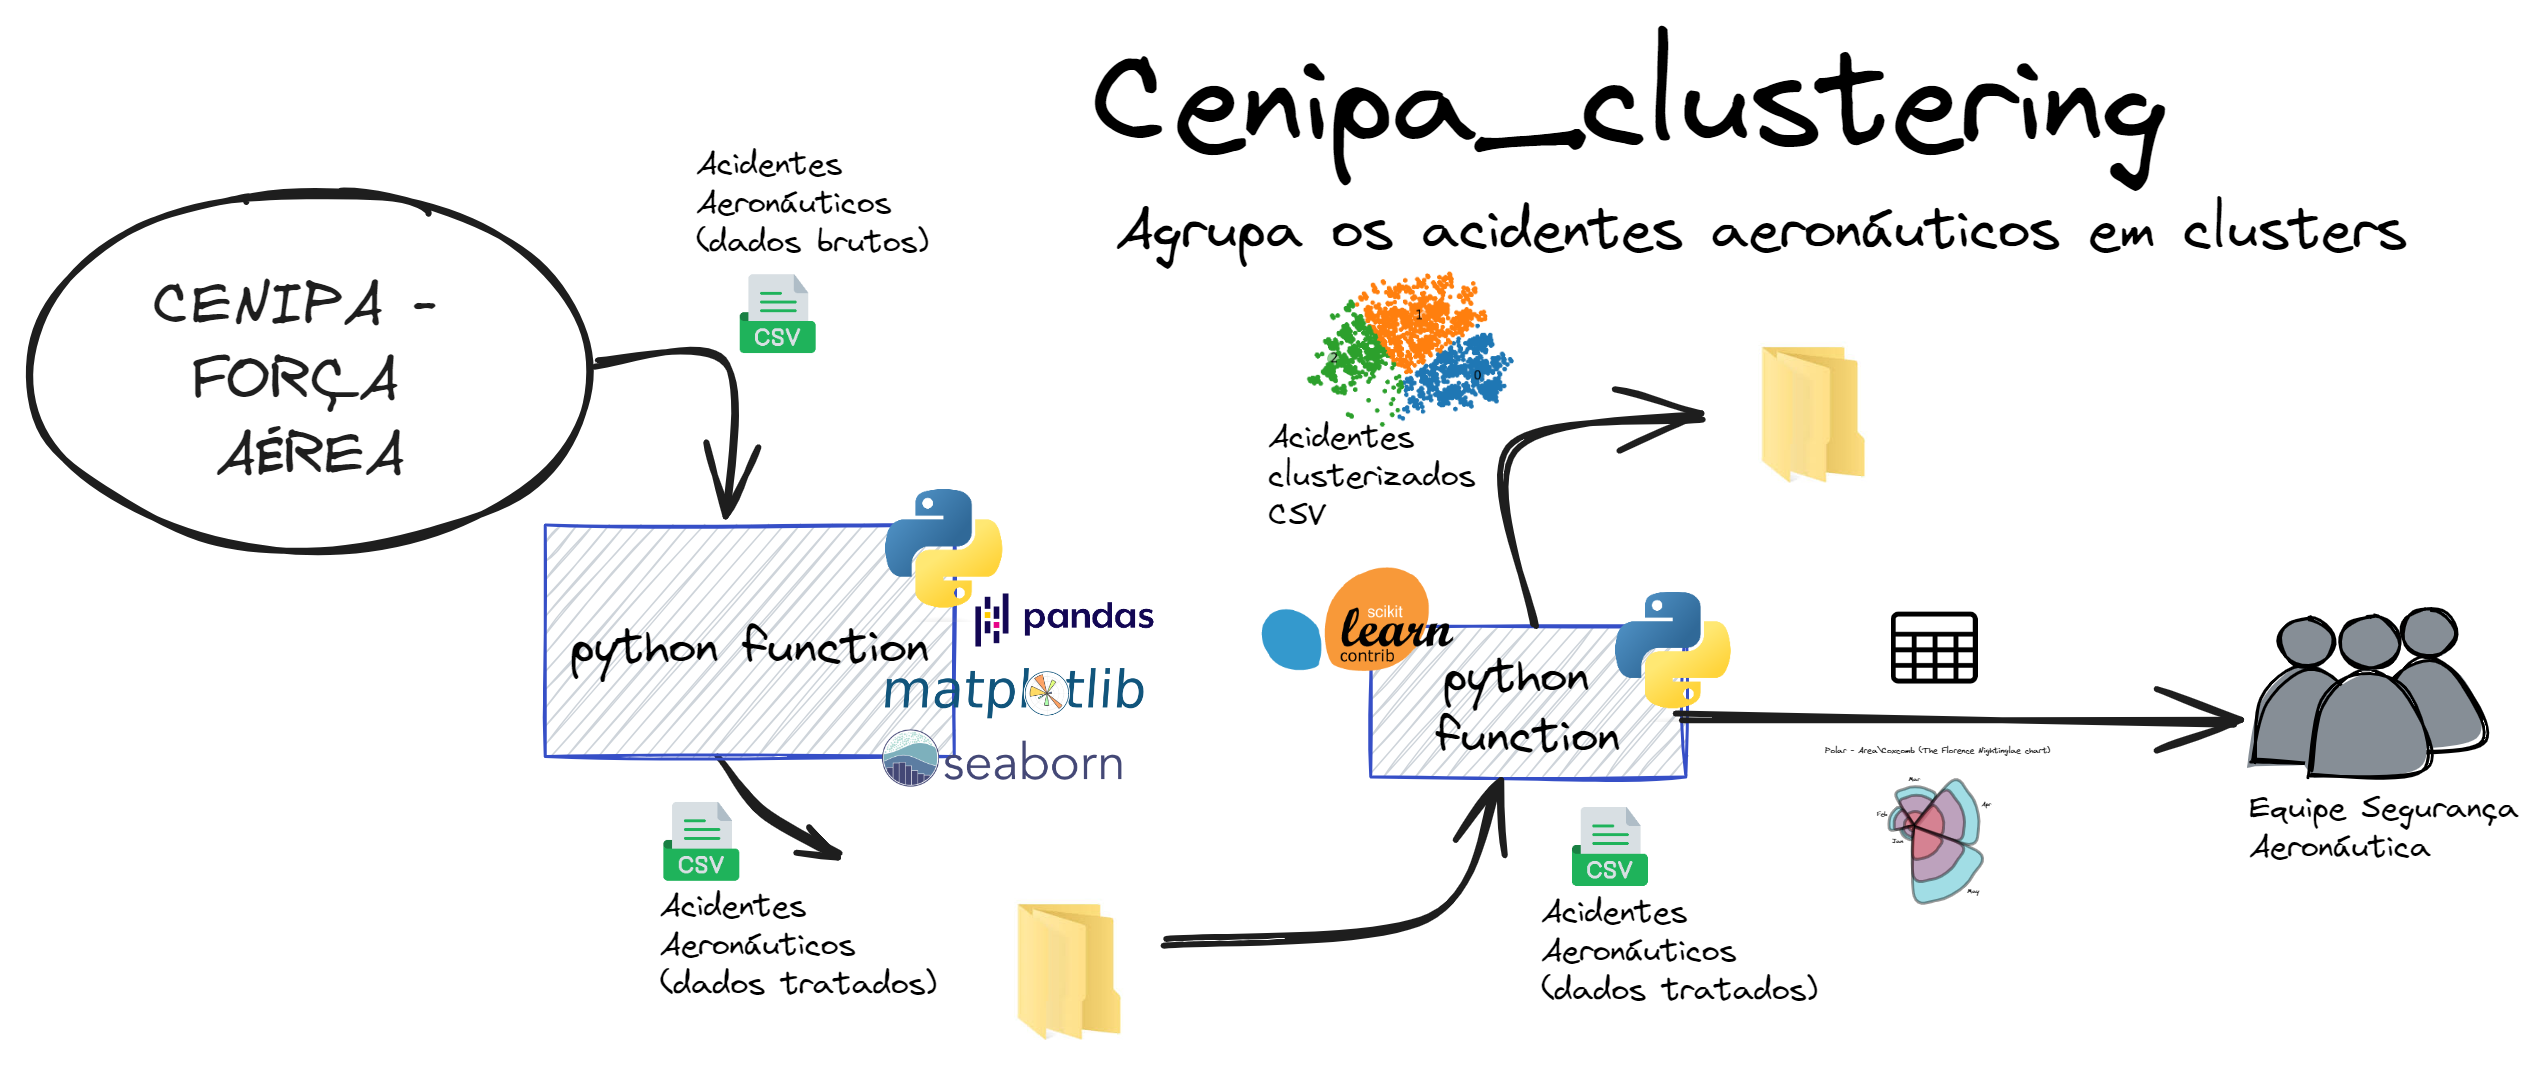 Cenipa_clustering
Agrupa os acidentes aeronáuticos em clusters
CENIPA -
FORÇA
AÉREA
Acidentes
Aeronáuticos
(dados brutos)
CSV
python function
pandas
matplotlib
seaborn
CSV
Acidentes
Aeronáuticos
(dados tratados)
1
2
0
Acidentes
clusterizados
CSV
scikit
learn
contrib
python
function
CSV
Acidentes
Aeronáuticos
(dados tratados)
Polar - Area\Coxcomb (The Florence Nightinglae chart)
Mar
Apr
Feb
Jan
May
Equipe Segurança
Aeronáutica